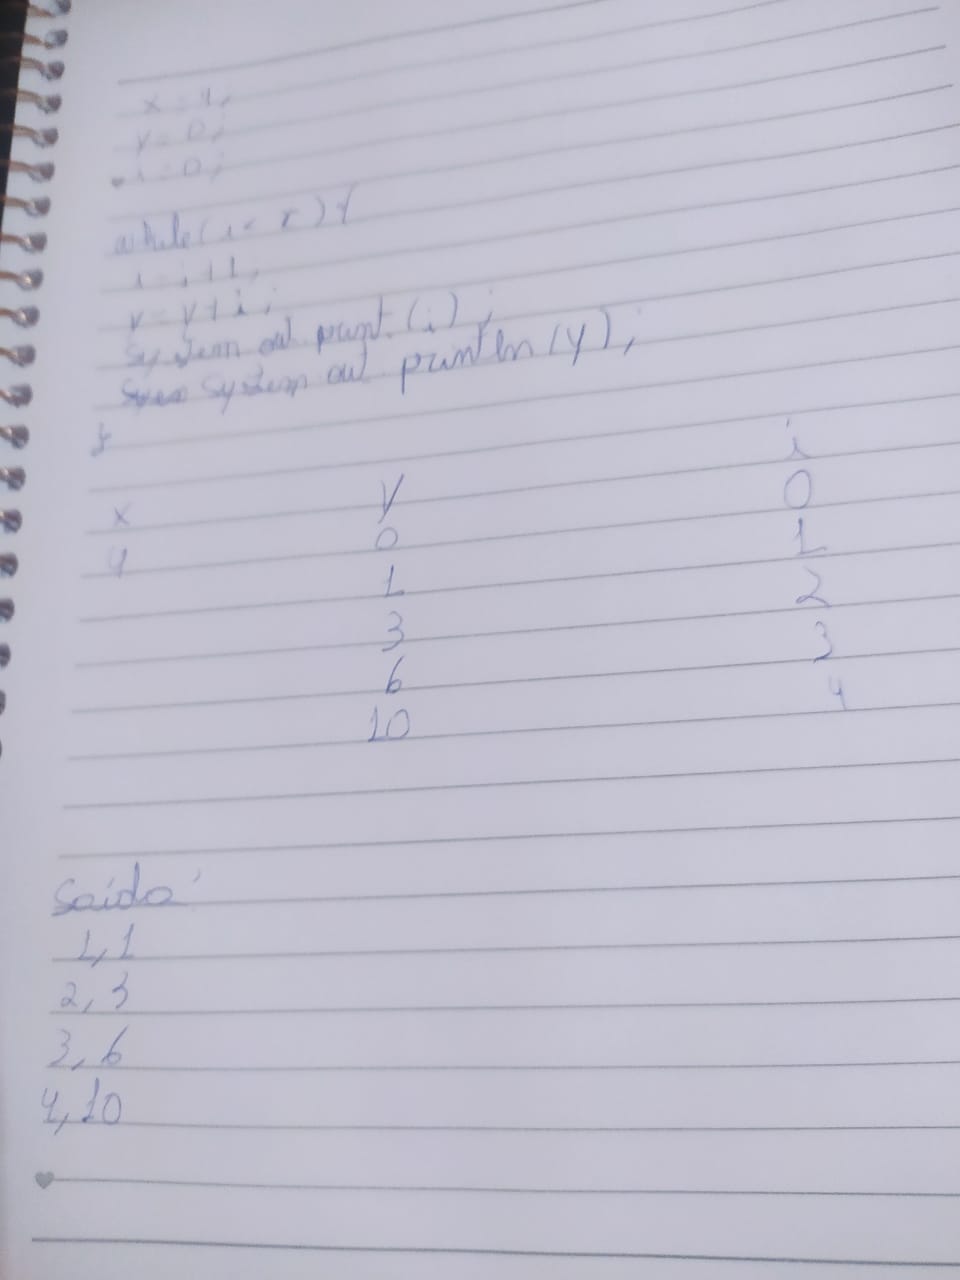 x = 4;
y = 0;
i = 0;
while(i < x){
i = i+1;
y = y+i;
System out print.(i);
System out println(y);
}
x y i
4 0 0
1 1
3 2
6 3
10 4
Saída:
1,1
2,3
3,6
4,10